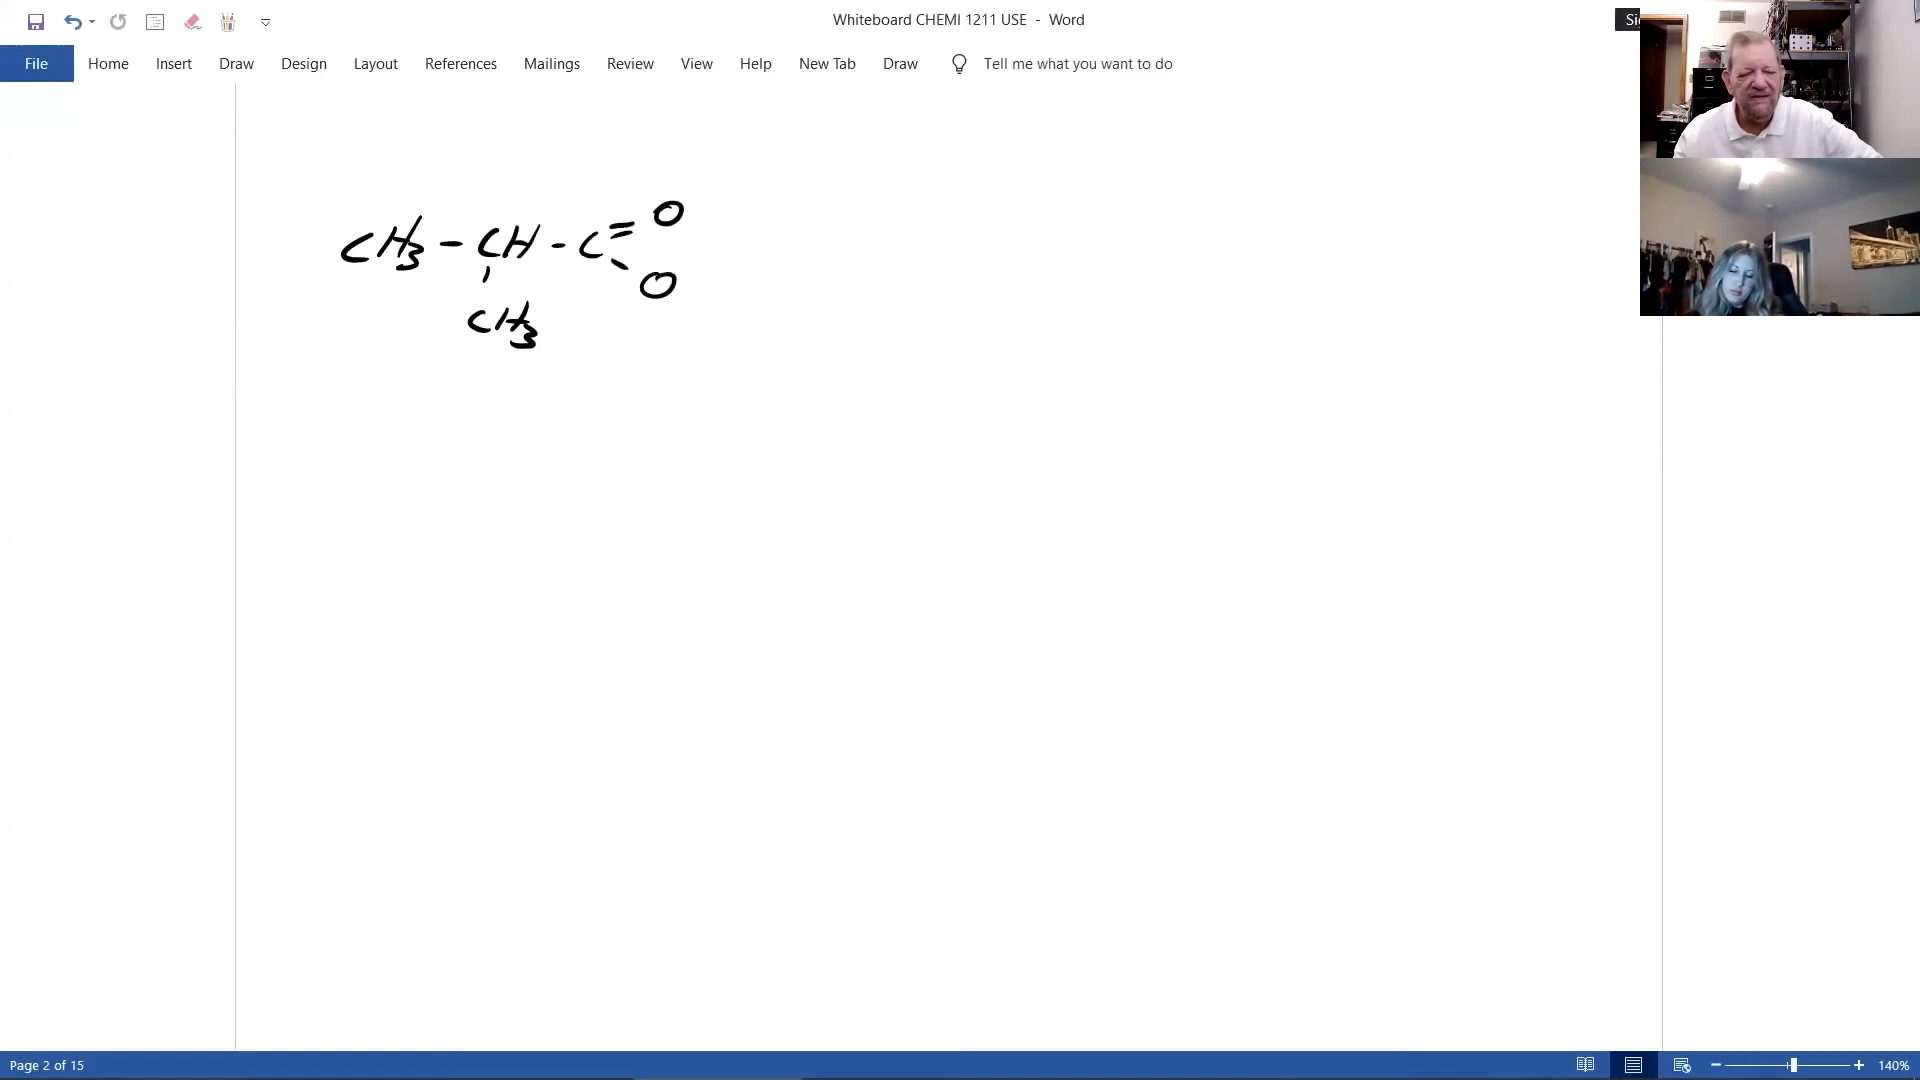 Whiteboard CHEMI 1211 USE - Word
Si
File Home Insert Draw Design Layout References Mailings Review View Help New Tab Draw Tell me what you want to do
O
CH3 - CH - C =
- O
CH3
Page 2 of 15
140%